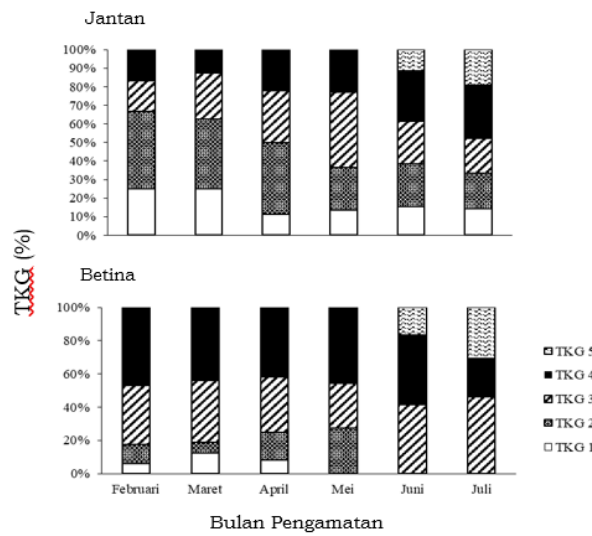 Jantan
100%
90%
80%
70%
60%
50%
40%
30%
20%
10%
0%
TKG (%)
Betina
100%
80%
60%
40%
20%
0%
TKG 5
TKG 4
TKG 3
TKG 2
TKG 1
Februari Maret April Mei Juni Juli
Bulan Pengamatan